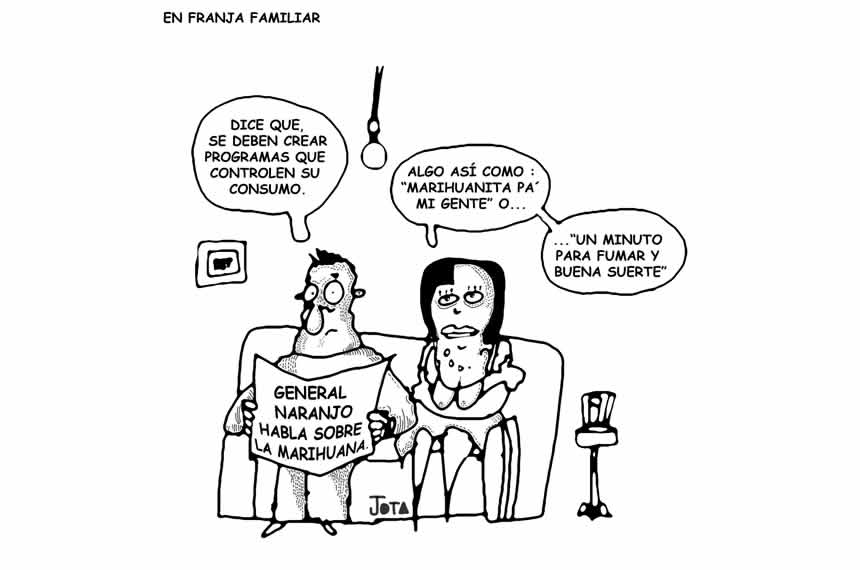 EN FRANJA FAMILIAR
DICE QUE,
SE DEBEN CREAR
PROGRAMAS QUE
CONTROLEN SU
CONSUMO.
ALGO ASÍ COMO :
“MARIHUANITA PA´
MI GENTE” O...
...“UN MINUTO
PARA FUMAR Y
BUENA SUERTE”
GENERAL
NARANJO
HABLA SOBRE
LA MARIHUANA.
JOTA